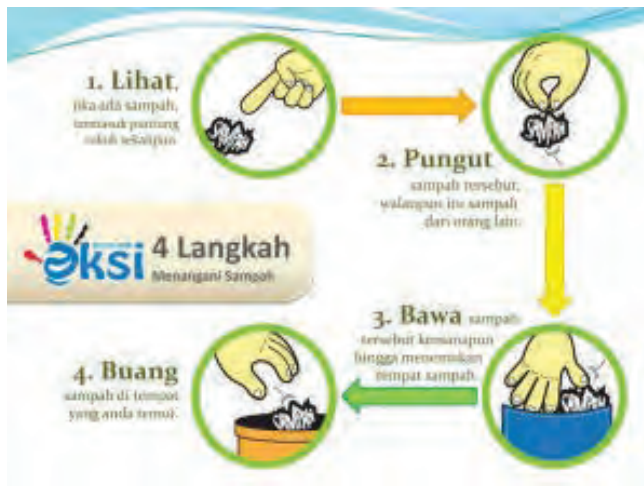 1. Lihat,
jika ada sampah,
termasuk puntung
rokok sekalipun.
2. Pungut
sampah tersebut,
walaupun itu sampah
dari orang lain.
eksi
4 Langkah
Menangani Sampah
3. Bawa sampah
tersebut kemanapun
hingga menemukan
tempat sampah.
4. Buang
sampah di tempat
yang anda temui.